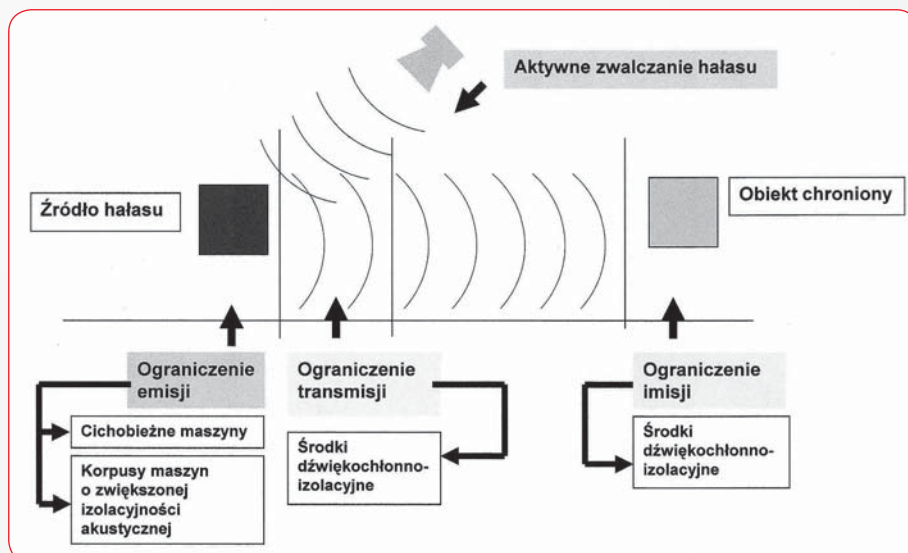 Aktywne zwalczanie hałasu
Źródło hałasu
Obiekt chroniony
Ograniczenie
emisji
Cichobieżne maszyny
Korpusy maszyn
o zwiększonej
izolacyjności
akustycznej
Ograniczenie
transmisji
Środki
dźwiękochłonno-
izolacyjne
Ograniczenie
imisji
Środki
dźwiękochłonno-
izolacyjne